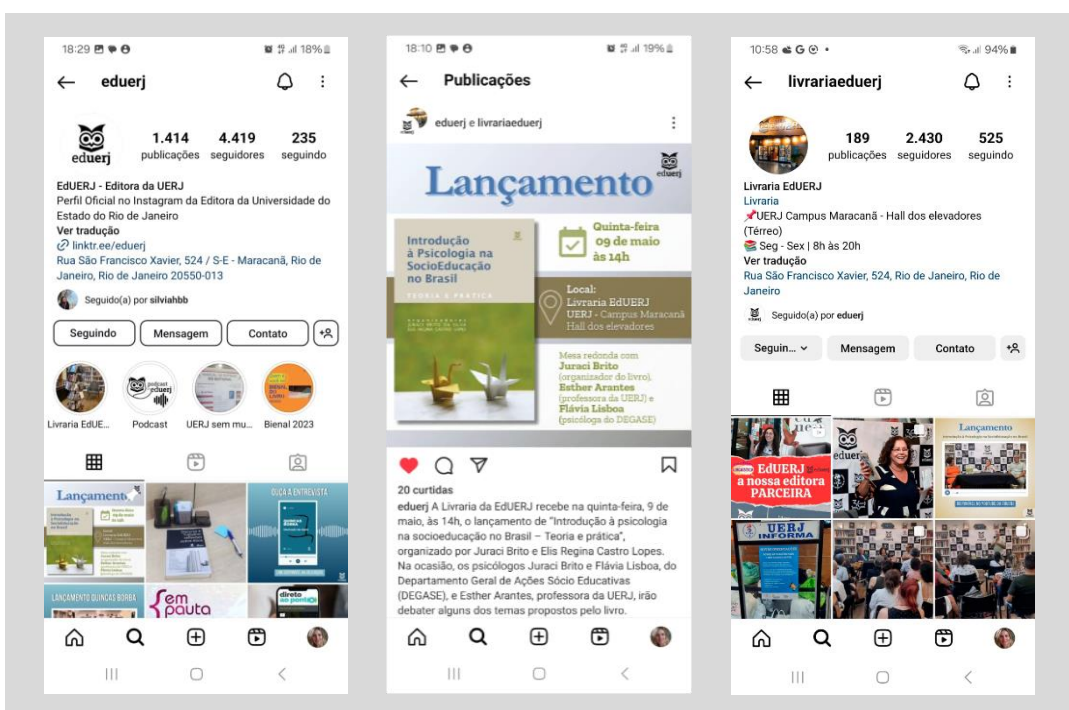 18:29
18%
eduerj
eduerj
1.414
4.419
235
publicações
seguidores
seguindo
EdUERJ - Editora da UERJ
Perfil Oficial no Instagram da Editora da Universidade do
Estado do Rio de Janeiro
Ver tradução
linktr.ee/eduerj
Rua São Francisco Xavier, 524 / S-E - Maracanã, Rio de
Janeiro, Rio de Janeiro 20550-013
Seguido(a) por silviahbb
Seguindo
Mensagem
Contato
Livraria EdUE...
Podcast
UERJ sem mu...
Bienal 2023
podcast
eduerj
Lançamento
OUÇA A ENTREVISTA
QUINCAS
BORBA
LANÇAMENTO QUINCAS BORBA
em
pauta
direto
ao ponto
18:10
19%
Publicações
eduerj e livrariaeduerj
Lançamento
eduerj
Introdução
à Psicologia na
SocioEducação
no Brasil
TEORIA E PRÁTICA
Quinta-feira
09 de maio
às 14h
Local:
Livraria EdUERJ
UERJ - Campus Maracanã
Hall dos elevadores
Mesa redonda com
Juraci Brito
(organizador do livro),
Esther Arantes
(professora da UERJ) e
Flávia Lisboa
(psicóloga do DEGASE)
20 curtidas
eduerj A Livraria da EdUERJ recebe na quinta-feira, 9 de
maio, às 14h, o lançamento de "Introdução à psicologia
na socioeducação no Brasil – Teoria e prática",
organizado por Juraci Brito e Elis Regina Castro Lopes.
Na ocasião, os psicólogos Juraci Brito e Flávia Lisboa, do
Departamento Geral de Ações Sócio Educativas
(DEGASE), e Esther Arantes, professora da UERJ, irão
debater alguns dos temas propostos pelo livro.
10:58
94%
livrariaeduerj
189
2.430
525
publicações
seguidores
seguindo
Livraria EdUERJ
Livraria
📌UERJ Campus Maracanã - Hall dos elevadores
(Térreo)
📚 Seg - Sex | 8h às 20h
Ver tradução
Rua São Francisco Xavier, 524, Rio de Janeiro, Rio de
Janeiro
Seguido(a) por eduerj
Seguin...
Mensagem
Contato
EdUERJ
a nossa editora
PARCEIRA
eduerj
Lançamento
UERJ
INFORMA